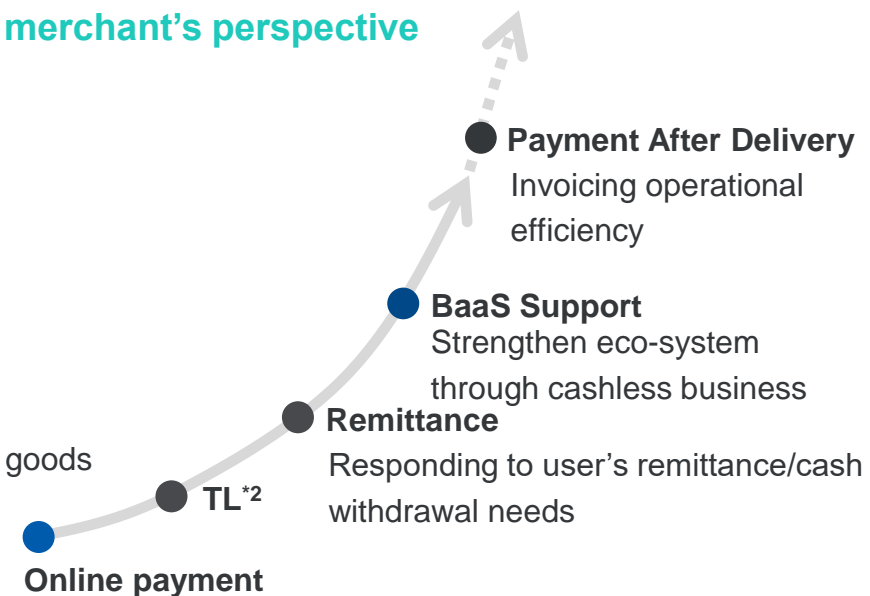 merchant’s perspective
Payment After Delivery
Invoicing operational
efficiency
BaaS Support
Strengthen eco-system
through cashless business
Remittance
Responding to user’s remittance/cash
withdrawal needs
goods
TL*2
Online payment